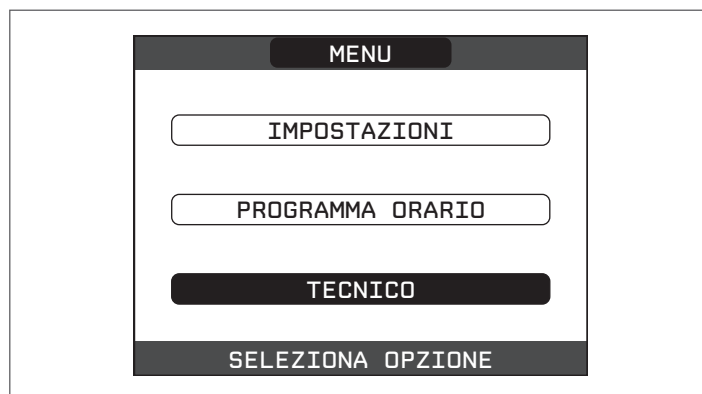 MENU
IMPOSTAZIONI
PROGRAMMA ORARIO
TECNICO
SELEZIONA OPZIONE